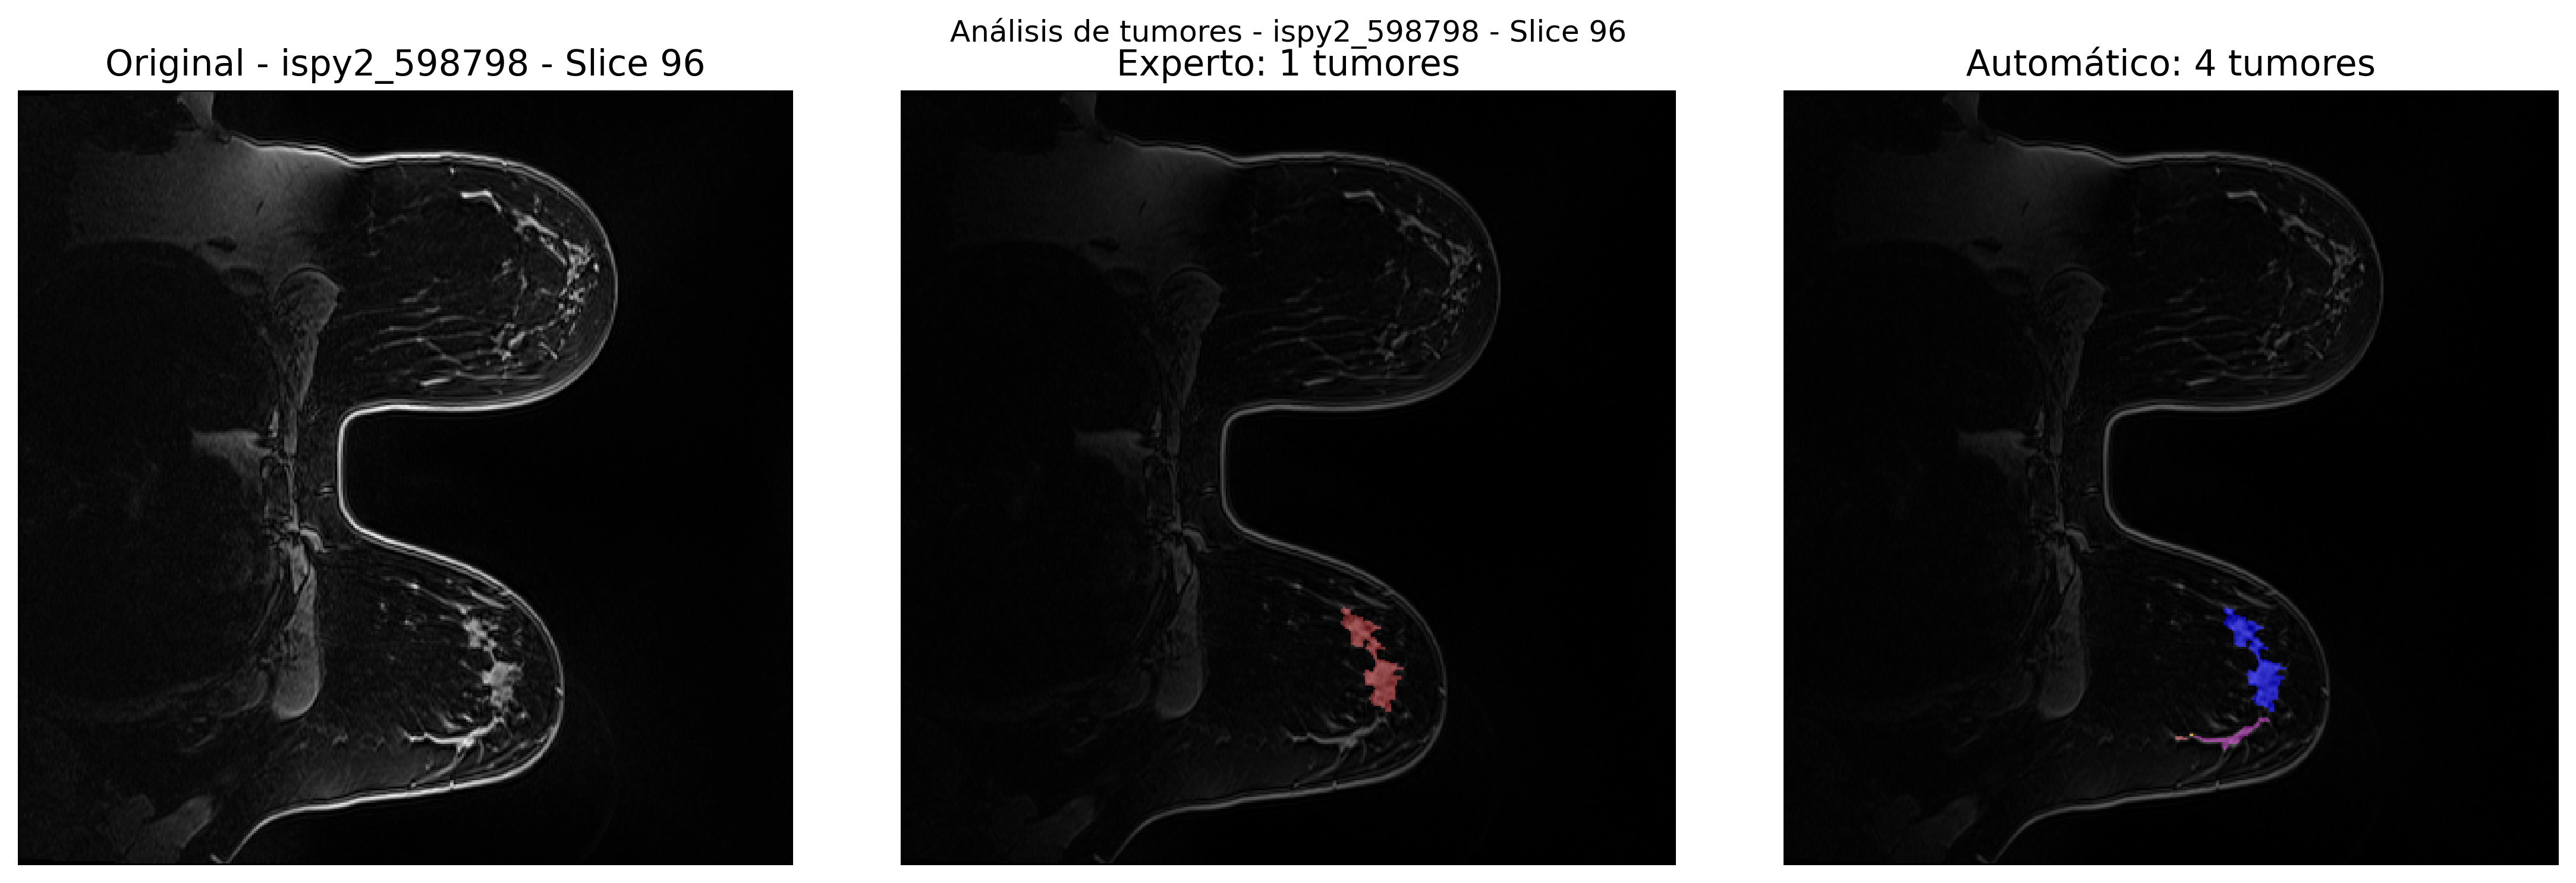 Análisis de tumores - ispy2_598798 - Slice 96
Original - ispy2_598798 - Slice 96
Experto: 1 tumores
Automático: 4 tumores